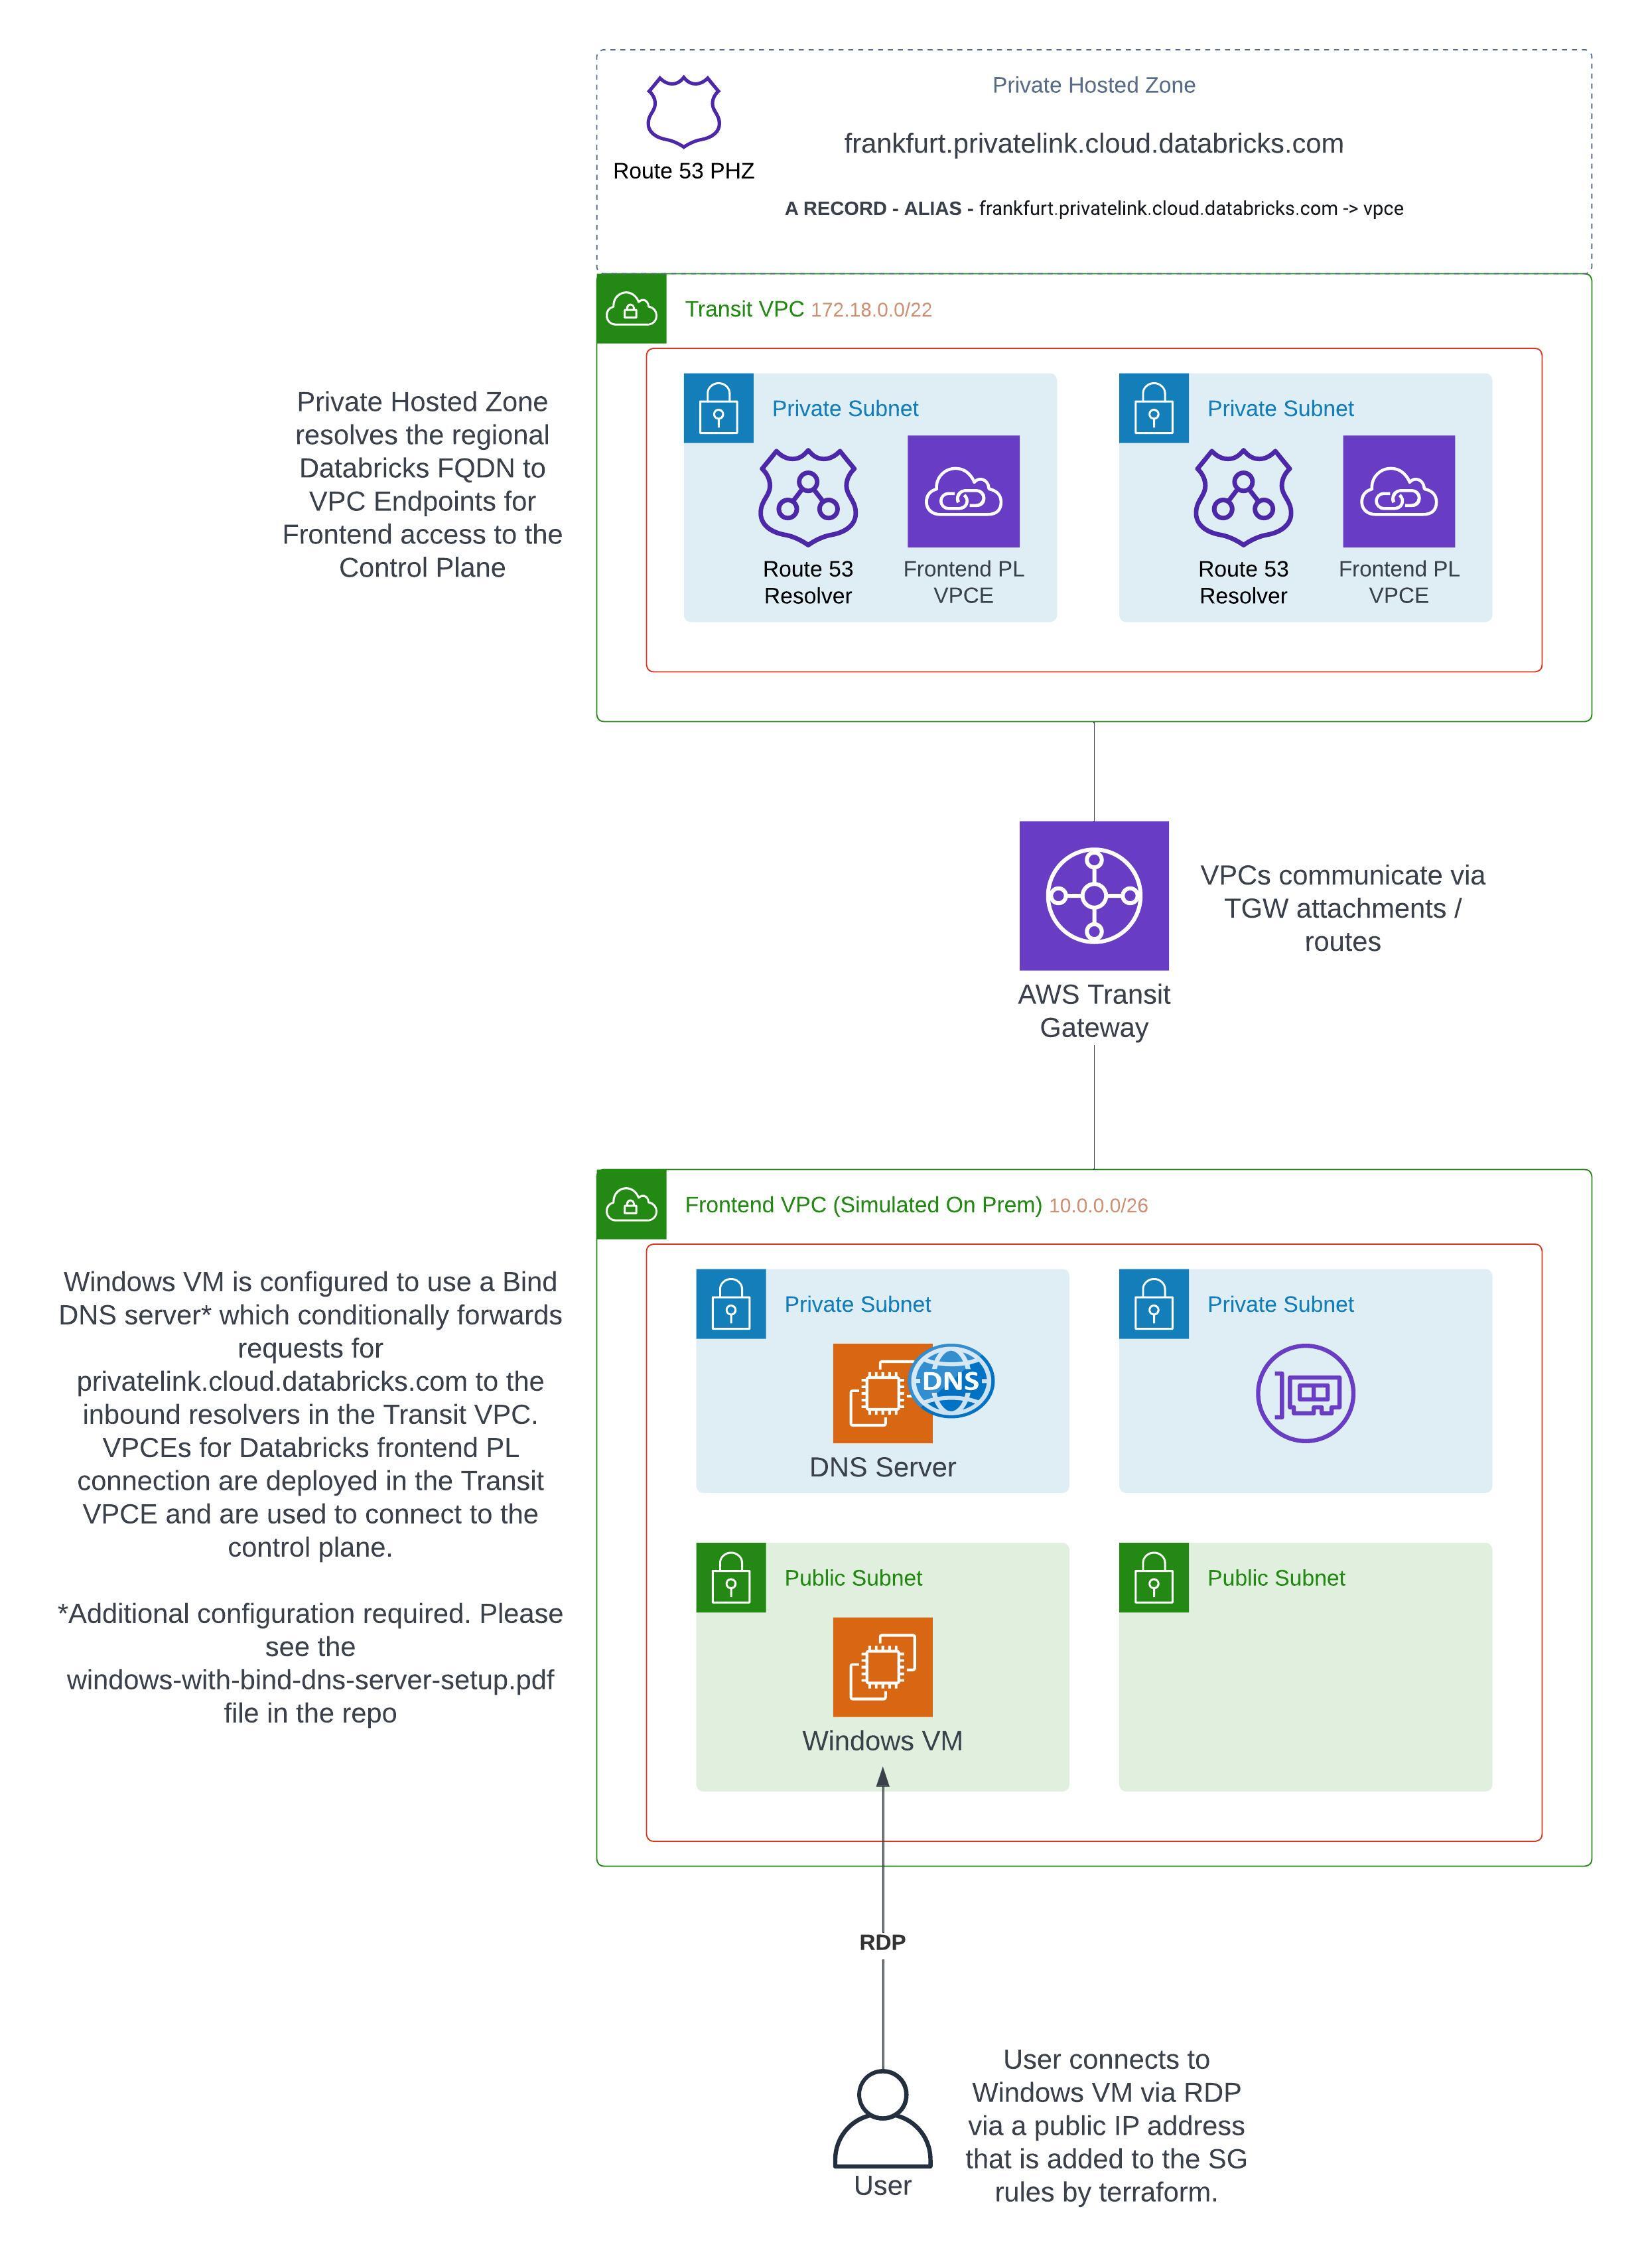 Private Hosted Zone
frankfurt.privatelink.cloud.databricks.com
Route 53 PHZ
A RECORD - ALIAS - frankfurt.privatelink.cloud.databricks.com -> vpce
Transit VPC 172.18.0.0/22
Private Hosted Zone
resolves the regional
Databricks FQDN to
VPC Endpoints for
Frontend access to the
Control Plane
Private Subnet
Route 53
Resolver
Frontend PL
VPCE
Private Subnet
Route 53
Resolver
Frontend PL
VPCE
AWS Transit
Gateway
VPCs communicate via
TGW attachments /
routes
Frontend VPC (Simulated On Prem) 10.0.0.0/26
Windows VM is configured to use a Bind
DNS server* which conditionally forwards
requests for
privatelink.cloud.databricks.com to the
inbound resolvers in the Transit VPC.
VPCEs for Databricks frontend PL
connection are deployed in the Transit
VPCE and are used to connect to the
control plane.
*Additional configuration required. Please
see the
windows-with-bind-dns-server-setup.pdf
file in the repo
Private Subnet
DNS
DNS Server
Private Subnet
Public Subnet
Windows VM
Public Subnet
RDP
User
User connects to
Windows VM via RDP
via a public IP address
that is added to the SG
rules by terraform.